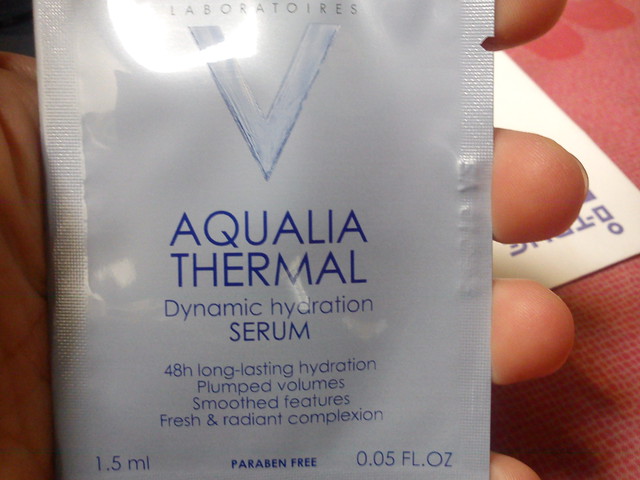 LABORATOIRES
V
AQUALIA
THERMAL
Dynamic hydration
SERUM
48h long-lasting hydration
Plumped volumes
Smoothed features
Fresh & radiant complexion
1.5 ml PARABEN FREE 0.05 FL.OZ